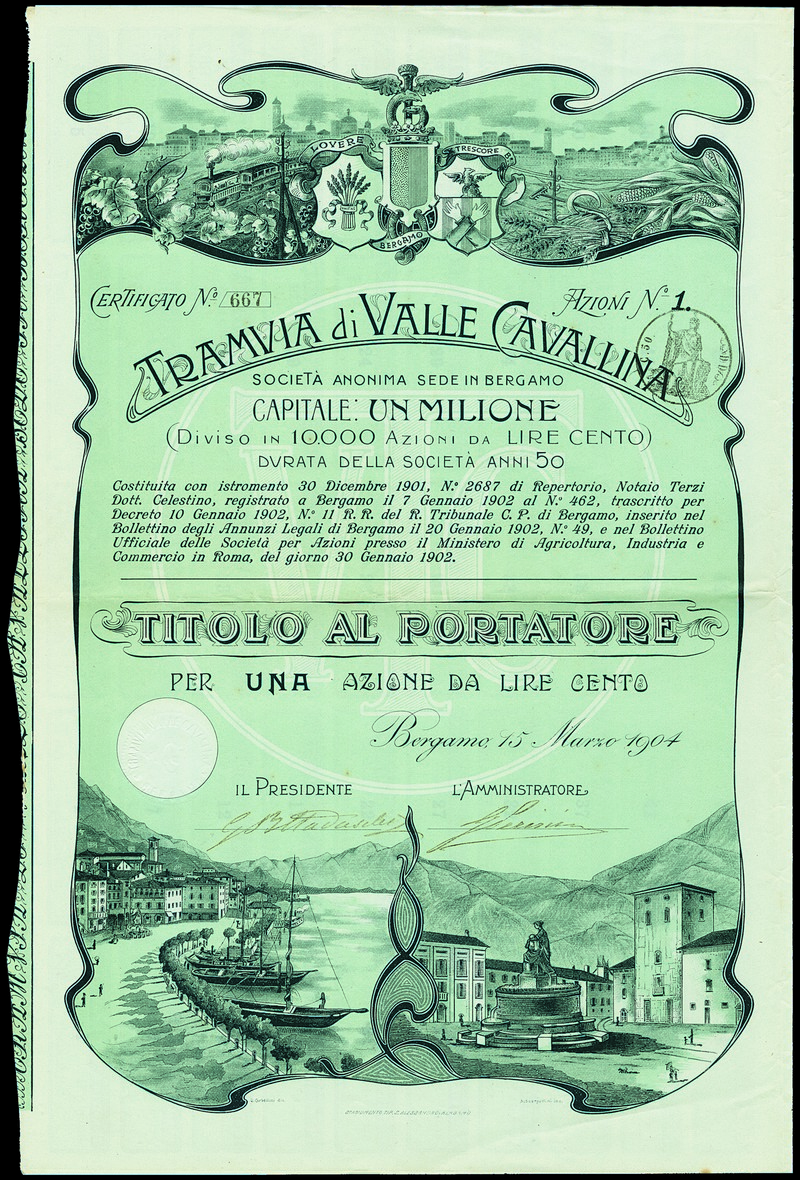 LOVERE
TRESCORE B.
BERGAMO
CERTIFICATO N.o 667
AZIONI N.o 1.
TRAMVIA di VALLE CAVALLINA
SOCIETÀ ANONIMA SEDE IN BERGAMO
CAPITALE: UN MILIONE
(DIVISO IN 10.000 AZIONI DA LIRE CENTO)
DVRATA DELLA SOCIETÀ ANNI 50
Costituita con istromento 30 Dicembre 1901, N.o 2687 di Repertorio, Notaio Terzi
Dott. Celestino, registrato a Bergamo il 7 Gennaio 1902 al N.o 462, trascritto per
Decreto 10 Gennaio 1902, N.o 11 R.R. del R. Tribunale C. P. di Bergamo, inserito nel
Bollettino degli Annunzi Legali di Bergamo il 20 Gennaio 1902, N.o 49, e nel Bollettino
Ufficiale delle Società per Azioni presso il Ministero di Agricoltura, Industria e
Commercio in Roma, del giorno 30 Gennaio 1902.
TITOLO AL PORTATORE
PER UNA AZIONE DA LIRE CENTO
Bergamo, 15 Marzo 1904
IL PRESIDENTE
L'AMMINISTRATORE